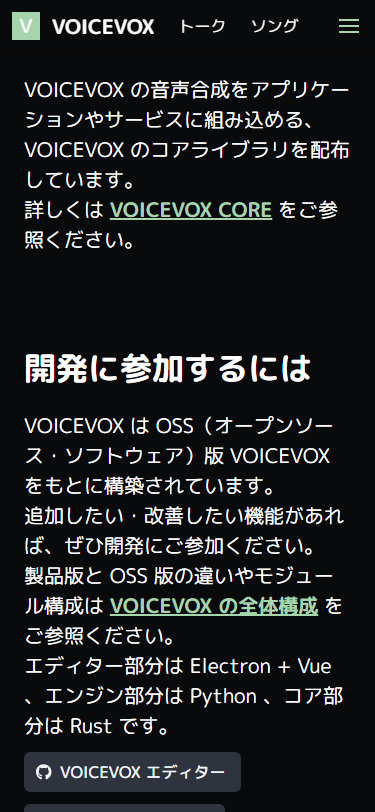 V VOICEVOX トーク ソング
VOICEVOX の音声合成をアプリケー
ションやサービスに組み込める、
VOICEVOX のコアライブラリを配布
しています。
詳しくは VOICEVOX CORE をご参
照ください。
開発に参加するには
VOICEVOX は OSS（オープンソー
ス・ソフトウェア）版 VOICEVOX
をもとに構築されています。
追加したい・改善したい機能があれ
ば、ぜひ開発にご参加ください。
製品版と OSS 版の違いやモジュー
ル構成は VOICEVOX の全体構成 を
ご参照ください。
エディター部分は Electron + Vue
、エンジン部分は Python 、コア部
分は Rust です。
VOICEVOX エディター